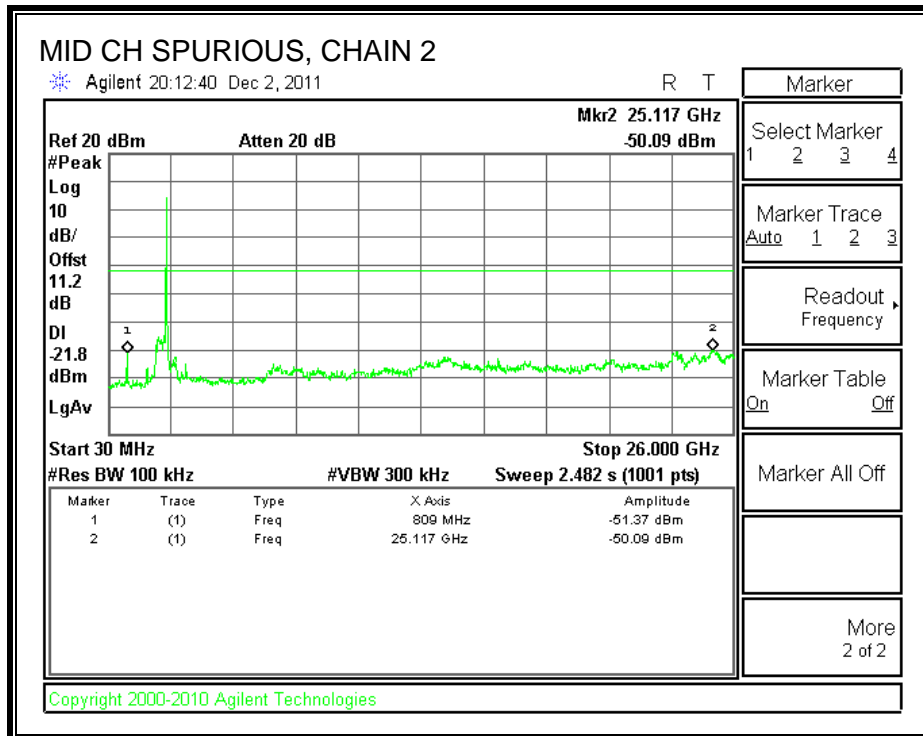 MID CH SPURIOUS, CHAIN 2
Agilent 20:12:40 Dec 2, 2011 R T
Mkr2 25.117 GHz
Ref 20 dBm Atten 20 dB -50.09 dBm
#Peak
Log
10
dB/
Offst
11.2
dB
DI
-21.8
dBm
LgAv
1
2
Start 30 MHz Stop 26.000 GHz
#Res BW 100 kHz #VBW 300 kHz Sweep 2.482 s (1001 pts)
Marker Trace Type X Axis Amplitude
1 (1) Freq 809 MHz -51.37 dBm
2 (1) Freq 25.117 GHz -50.09 dBm
Marker
Select Marker
1 2 3 4
Marker Trace
Auto 1 2 3
Readout
Frequency
Marker Table
On Off
Marker All Off
More
2 of 2
Copyright 2000-2010 Agilent Technologies